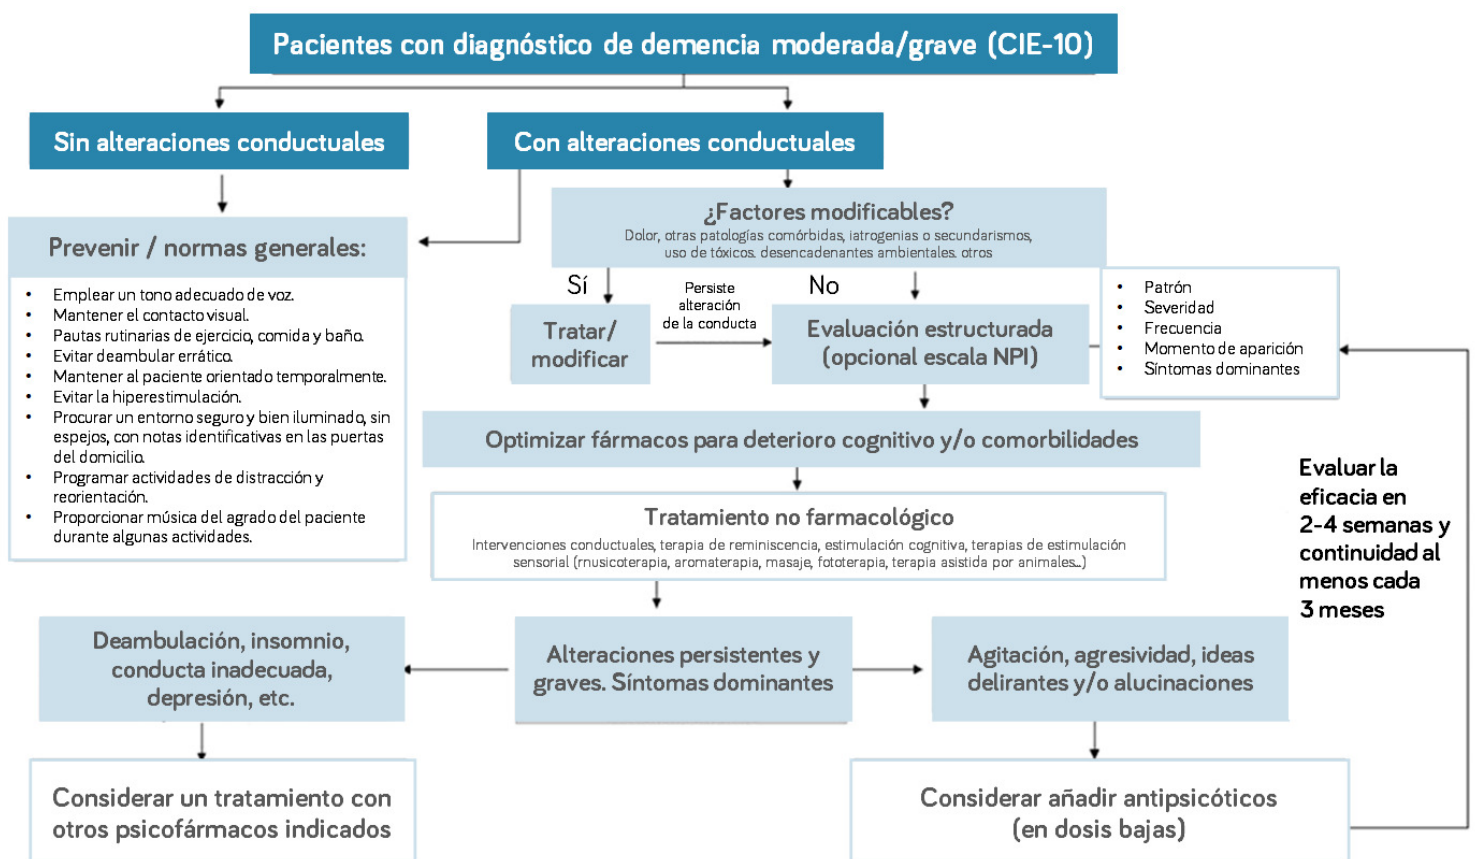 Pacientes con diagnóstico de demencia moderada/grave (CIE-10)
Sin alteraciones conductuales
Con alteraciones conductuales
Prevenir / normas generales:
• Emplear un tono adecuado de voz.
• Mantener el contacto visual.
• Pautas rutinarias de ejercicio, comida y baño.
• Evitar deambular errático.
• Mantener al paciente orientado temporalmente.
• Evitar la hiperestimulación.
• Procurar un entorno seguro y bien iluminado, sin
espejos, con notas identificativas en las puertas
del domicilio.
• Programar actividades de distracción y
reorientación.
• Proporcionar música del agrado del paciente
durante algunas actividades.
¿Factores modificables?
Dolor, otras patologías comórbidas, iatrogenias o secundarismos,
uso de tóxicos. desencadenantes ambientales. otros
Sí
No
Tratar/
modificar
Persiste
alteración
de la conducta
Evaluación estructurada
(opcional escala NPI)
• Patrón
• Severidad
• Frecuencia
• Momento de aparición
• Síntomas dominantes
Optimizar fármacos para deterioro cognitivo y/o comorbilidades
Tratamiento no farmacológico
Intervenciones conductuales, terapia de reminiscencia, estimulación cognitiva, terapias de estimulación
sensorial (musicoterapia, aromaterapia, masaje, fototerapia, terapia asistida por animales...)
Evaluar la
eficacia en
2-4 semanas y
continuidad al
menos cada
3 meses
Deambulación, insomnio,
conducta inadecuada,
depresión, etc.
Alteraciones persistentes y
graves. Síntomas dominantes
Agitación, agresividad, ideas
delirantes y/o alucinaciones
Considerar un tratamiento con
otros psicofármacos indicados
Considerar añadir antipsicóticos
(en dosis bajas)